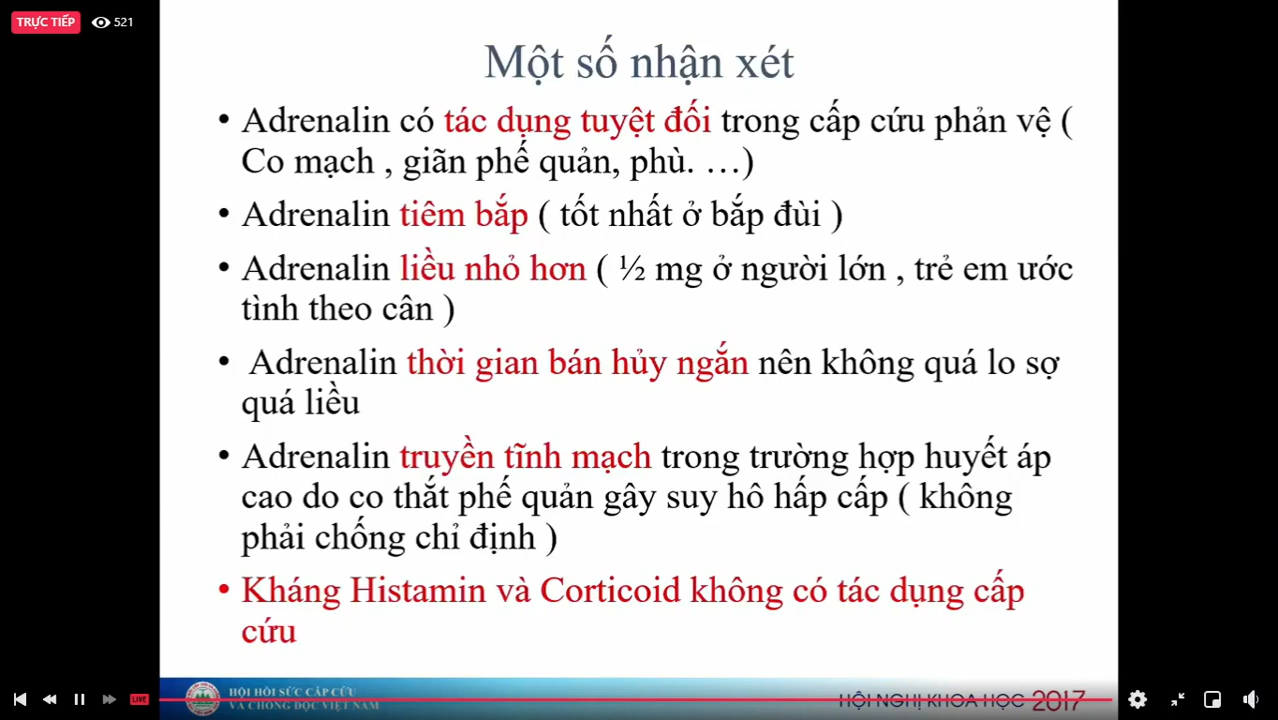 TRỰC TIẾP 521
Một số nhận xét
• Adrenalin có tác dụng tuyệt đối trong cấp cứu phản vệ (
Co mạch , giãn phế quản, phù. …)
• Adrenalin tiêm bắp ( tốt nhất ở bắp đùi )
• Adrenalin liều nhỏ hơn ( ½ mg ở người lớn , trẻ em ước
tình theo cân )
• Adrenalin thời gian bán hủy ngắn nên không quá lo sợ
quá liều
• Adrenalin truyền tĩnh mạch trong trường hợp huyết áp
cao do co thắt phế quản gây suy hô hấp cấp ( không
phải chống chỉ định )
• Kháng Histamin và Corticoid không có tác dụng cấp
cứu
HỘI HỒI SỨC CẤP CỨU
VÀ CHỐNG ĐỘC VIỆT NAM
HỘI NGHỊ KHOA HỌC 2017
LIVE